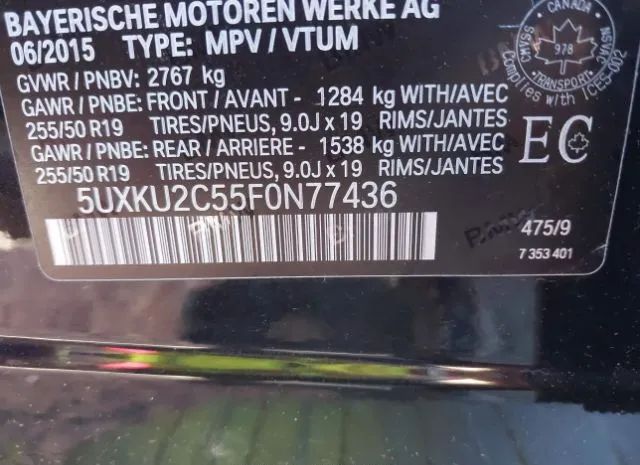 BAYERISCHE MOTOREN WERKE AG
06/2015 TYPE: MPV / VTUM
GVWR / PNBV: 2767 kg
GAWR / PNBE: FRONT / AVANT - 1284 kg WITH/AVEC
255/50 R19 TIRES/PNEUS, 9.0J x 19 RIMS/JANTES
GAWR / PNBE: REAR / ARRIERE - 1538 kg WITH/AVEC
255/50 R19 TIRES/PNEUS, 9.0J x 19 RIMS/JANTES
5UXKU2C55F0N77436
475/9
7 353 401
CANADA
CMVSS
NSVAC
978
TRANSPORT
Complies with ICES-002
EC